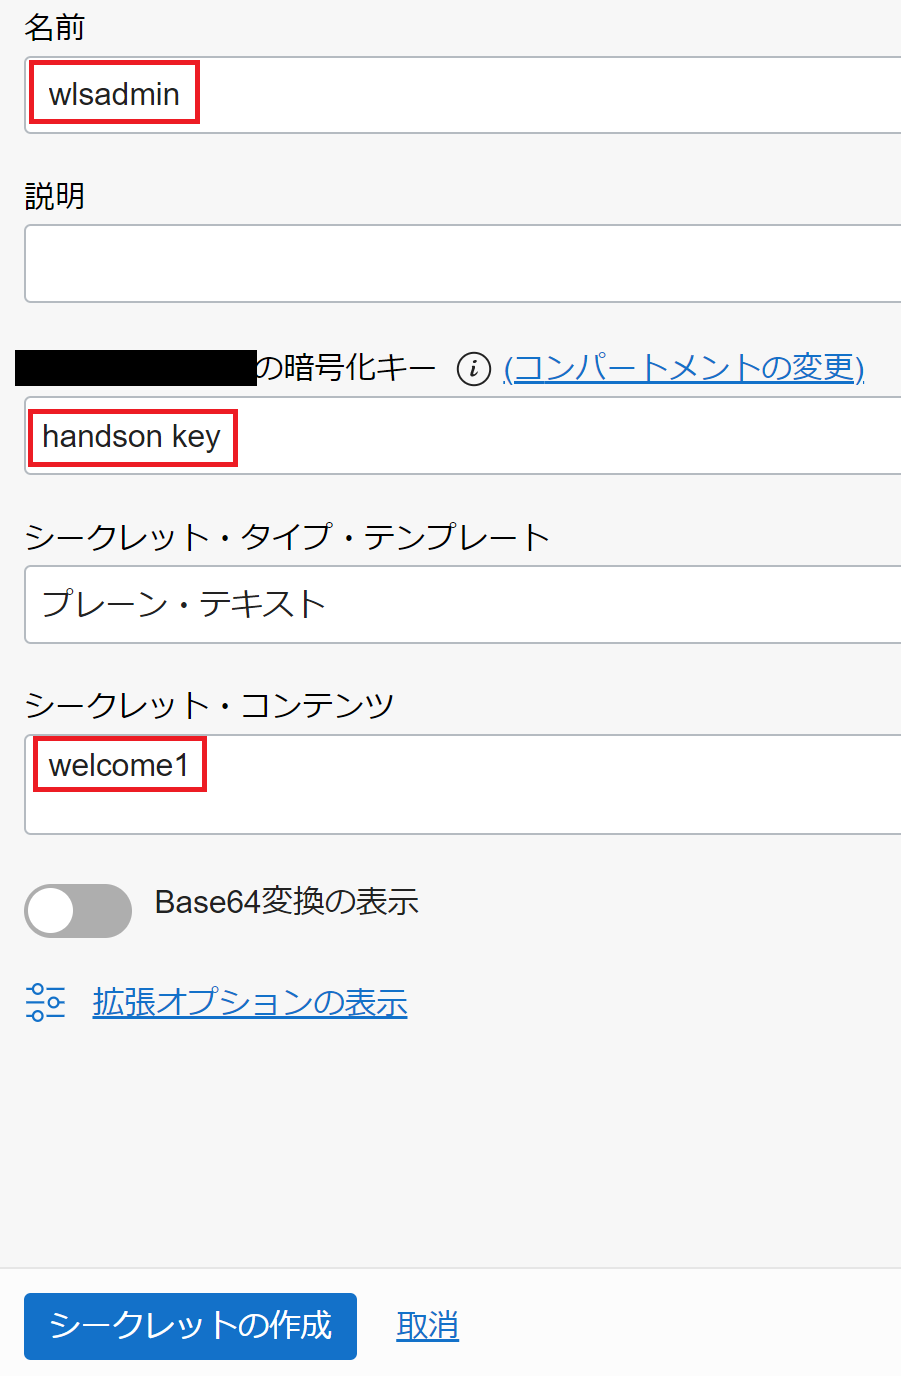 名前
wlsadmin
説明
の暗号化キー i (コンパートメントの変更)
handson key
シークレット・タイプ・テンプレート
プレーン・テキスト
シークレット・コンテンツ
welcome1
Base64変換の表示
拡張オプションの表示
シークレットの作成 取消